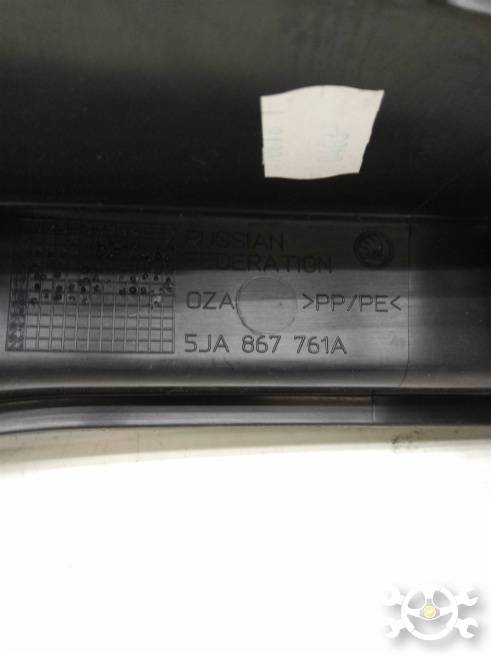 RUSSIAN
FEDERATION
OZA >PP/PE<
5JA 867 761A